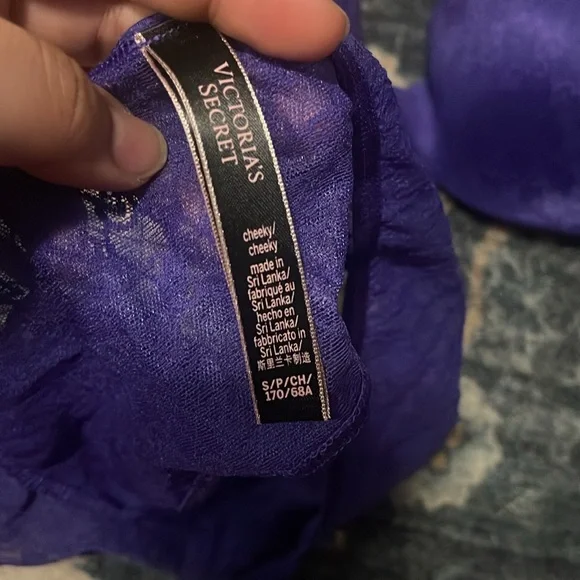 VICTORIA'S
SECRET
cheeky/
cheeky
made in
Sri Lanka/
fabriqué au
Sri Lanka/
hecho en
Sri Lanka/
fabbricato in
Sri Lanka/
斯里兰卡制造
S/P/CH/
170/68A